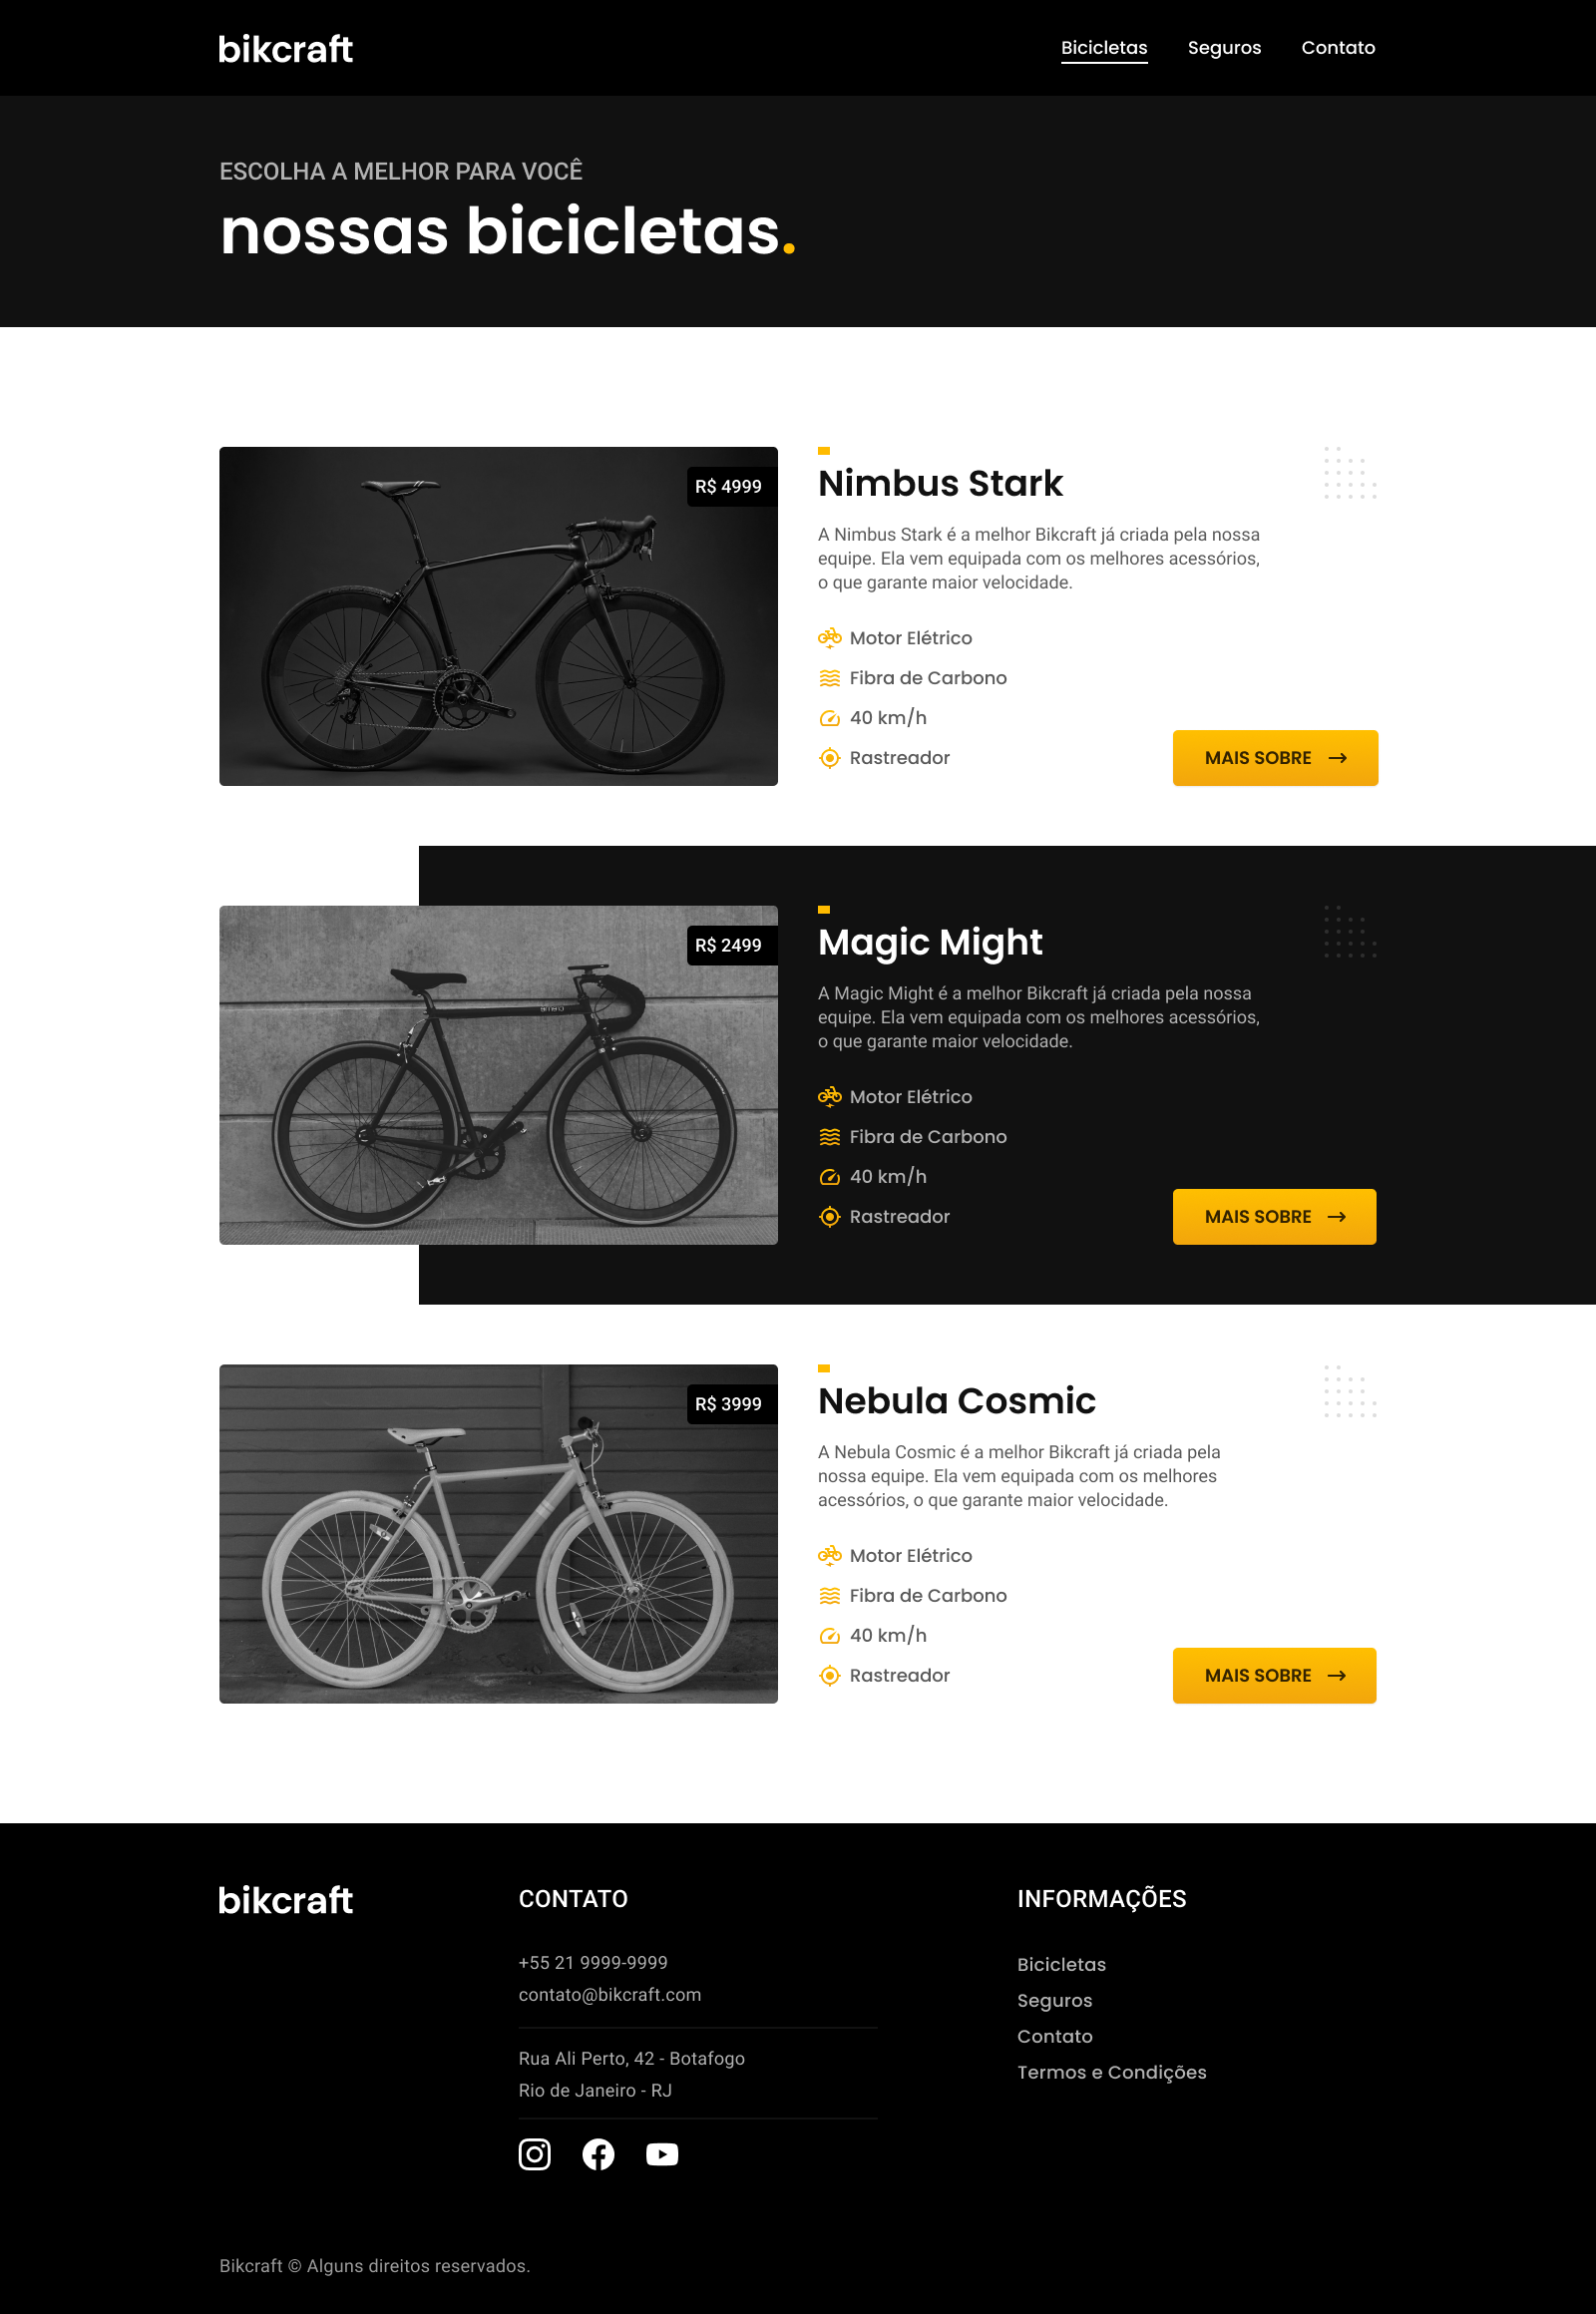 bikcraft
Bicicletas
Seguros
Contato
ESCOLHA A MELHOR PARA VOCÊ
nossas bicicletas.
R$ 4999
Nimbus Stark
A Nimbus Stark é a melhor Bikcraft já criada pela nossa
equipe. Ela vem equipada com os melhores acessórios,
o que garante maior velocidade.
Motor Elétrico
Fibra de Carbono
40 km/h
Rastreador
MAIS SOBRE
R$ 2499
Magic Might
A Magic Might é a melhor Bikcraft já criada pela nossa
equipe. Ela vem equipada com os melhores acessórios,
o que garante maior velocidade.
Motor Elétrico
Fibra de Carbono
40 km/h
Rastreador
MAIS SOBRE
R$ 3999
Nebula Cosmic
A Nebula Cosmic é a melhor Bikcraft já criada pela
nossa equipe. Ela vem equipada com os melhores
acessórios, o que garante maior velocidade.
Motor Elétrico
Fibra de Carbono
40 km/h
Rastreador
MAIS SOBRE
bikcraft
CONTATO
+55 21 9999-9999
contato@bikcraft.com
Rua Ali Perto, 42 - Botafogo
Rio de Janeiro - RJ
INFORMAÇÕES
Bicicletas
Seguros
Contato
Termos e Condições
Bikcraft © Alguns direitos reservados.